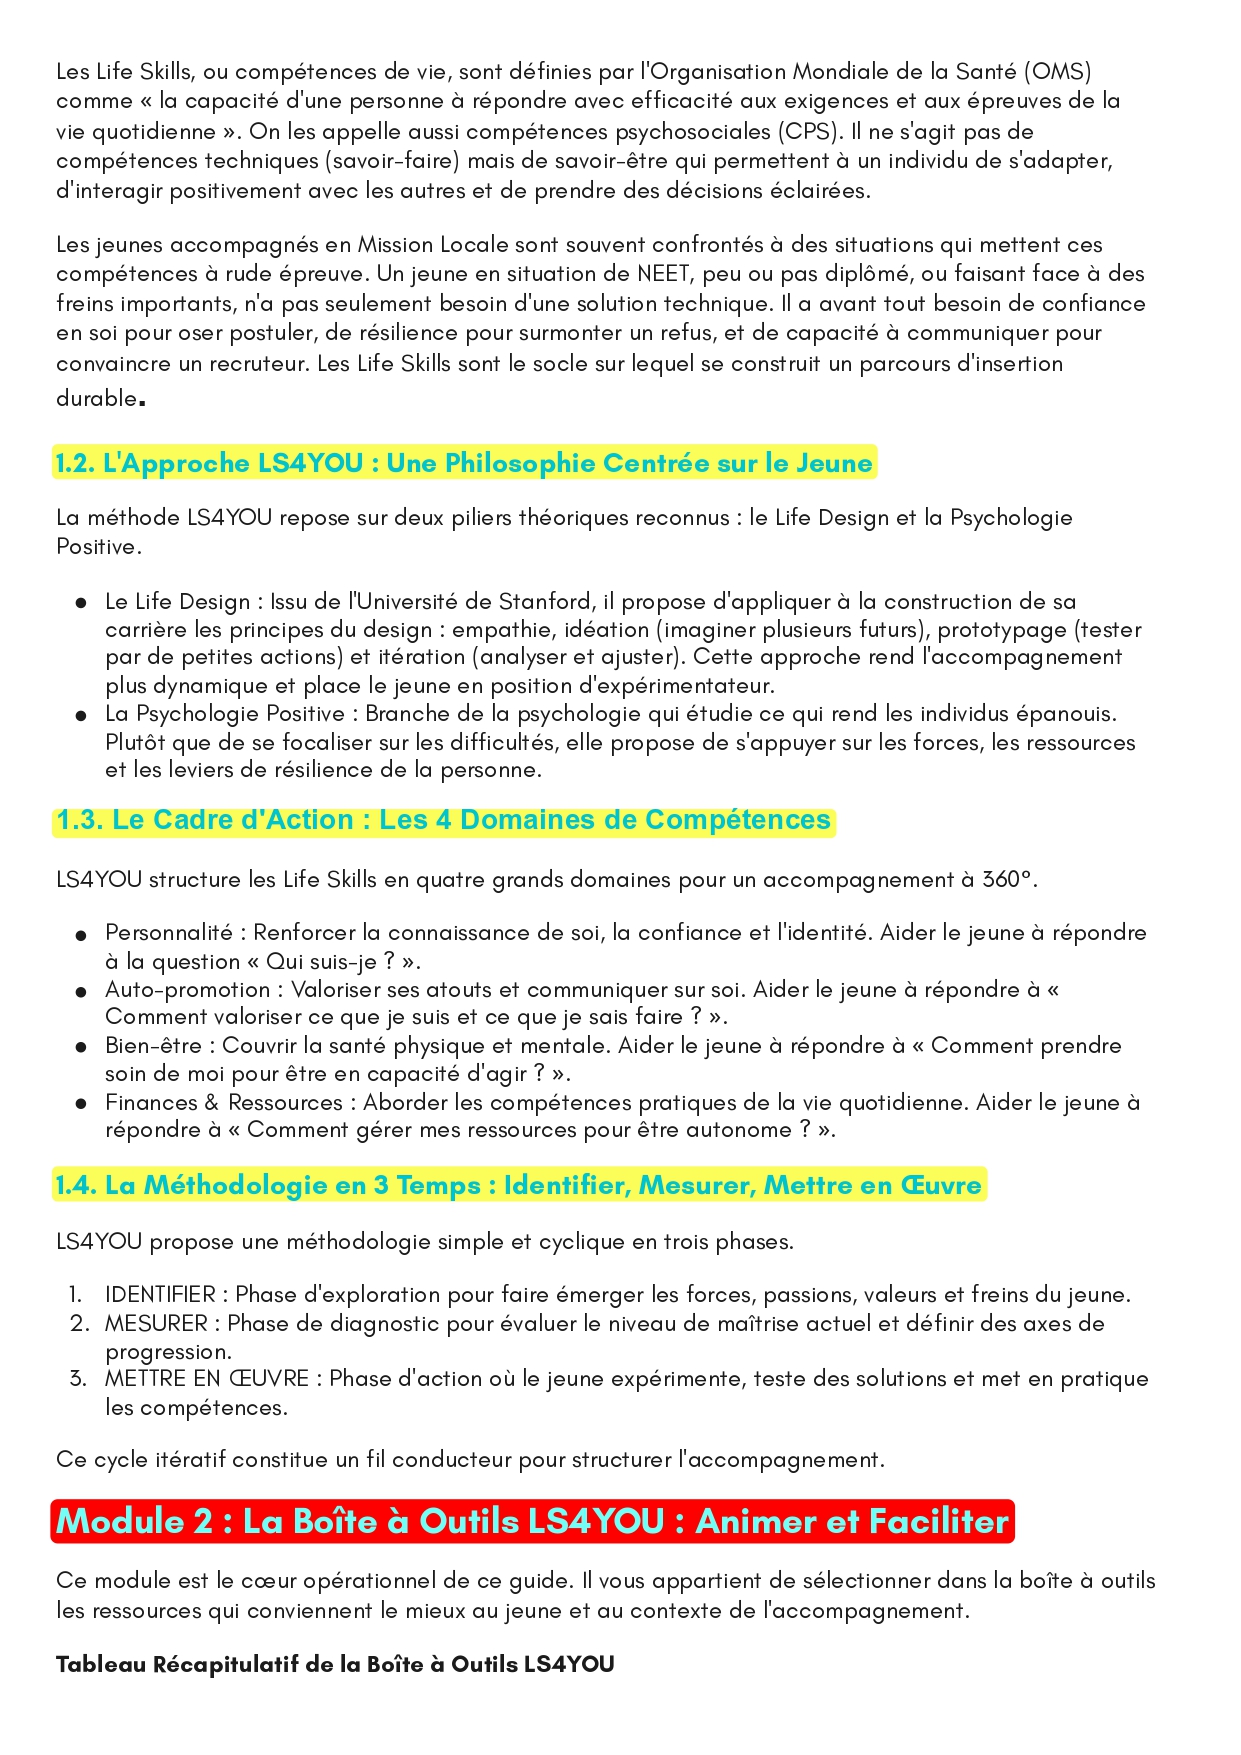 Les Life Skills, ou compétences de vie, sont définies par l'Organisation Mondiale de la Santé (OMS)
comme « la capacité d'une personne à répondre avec efficacité aux exigences et aux épreuves de la
vie quotidienne ». On les appelle aussi compétences psychosociales (CPS). Il ne s'agit pas de
compétences techniques (savoir-faire) mais de savoir-être qui permettent à un individu de s'adapter,
d'interagir positivement avec les autres et de prendre des décisions éclairées.
Les jeunes accompagnés en Mission Locale sont souvent confrontés à des situations qui mettent ces
compétences à rude épreuve. Un jeune en situation de NEET, peu ou pas diplômé, ou faisant face à des
freins importants, n'a pas seulement besoin d'une solution technique. Il a avant tout besoin de confiance
en soi pour oser postuler, de résilience pour surmonter un refus, et de capacité à communiquer pour
convaincre un recruteur. Les Life Skills sont le socle sur lequel se construit un parcours d'insertion
durable.
1.2. L'Approche LS4YOU : Une Philosophie Centrée sur le Jeune
La méthode LS4YOU repose sur deux piliers théoriques reconnus : le Life Design et la Psychologie
Positive.
● Le Life Design : Issu de l'Université de Stanford, il propose d'appliquer à la construction de sa
carrière les principes du design : empathie, idéation (imaginer plusieurs futurs), prototypage (tester
par de petites actions) et itération (analyser et ajuster). Cette approche rend l'accompagnement
plus dynamique et place le jeune en position d'expérimentateur.
● La Psychologie Positive : Branche de la psychologie qui étudie ce qui rend les individus épanouis.
Plutôt que de se focaliser sur les difficultés, elle propose de s'appuyer sur les forces, les ressources
et les leviers de résilience de la personne.
1.3. Le Cadre d'Action : Les 4 Domaines de Compétences
LS4YOU structure les Life Skills en quatre grands domaines pour un accompagnement à 360°.
● Personnalité : Renforcer la connaissance de soi, la confiance et l'identité. Aider le jeune à répondre
à la question « Qui suis-je ? ».
● Auto-promotion : Valoriser ses atouts et communiquer sur soi. Aider le jeune à répondre à «
Comment valoriser ce que je suis et ce que je sais faire ? ».
● Bien-être : Couvrir la santé physique et mentale. Aider le jeune à répondre à « Comment prendre
soin de moi pour être en capacité d'agir ? ».
● Finances & Ressources : Aborder les compétences pratiques de la vie quotidienne. Aider le jeune à
répondre à « Comment gérer mes ressources pour être autonome ? ».
1.4. La Méthodologie en 3 Temps : Identifier, Mesurer, Mettre en Œuvre
LS4YOU propose une méthodologie simple et cyclique en trois phases.
1. IDENTIFIER : Phase d'exploration pour faire émerger les forces, passions, valeurs et freins du jeune.
2. MESURER : Phase de diagnostic pour évaluer le niveau de maîtrise actuel et définir des axes de
progression.
3. METTRE EN ŒUVRE : Phase d'action où le jeune expérimente, teste des solutions et met en pratique
les compétences.
Ce cycle itératif constitue un fil conducteur pour structurer l'accompagnement.
Module 2 : La Boîte à Outils LS4YOU : Animer et Faciliter
Ce module est le cœur opérationnel de ce guide. Il vous appartient de sélectionner dans la boîte à outils
les ressources qui conviennent le mieux au jeune et au contexte de l'accompagnement.
Tableau Récapitulatif de la Boîte à Outils LS4YOU